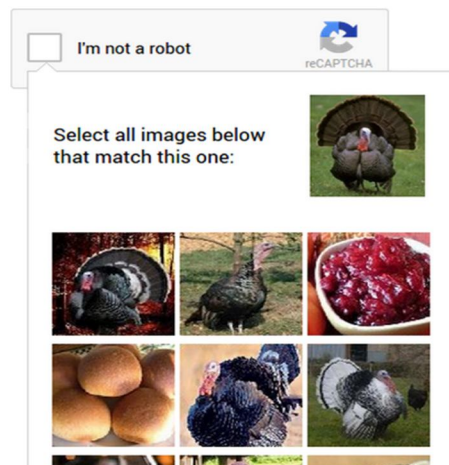 I'm not a robot
reCAPTCHA
Select all images below
that match this one: